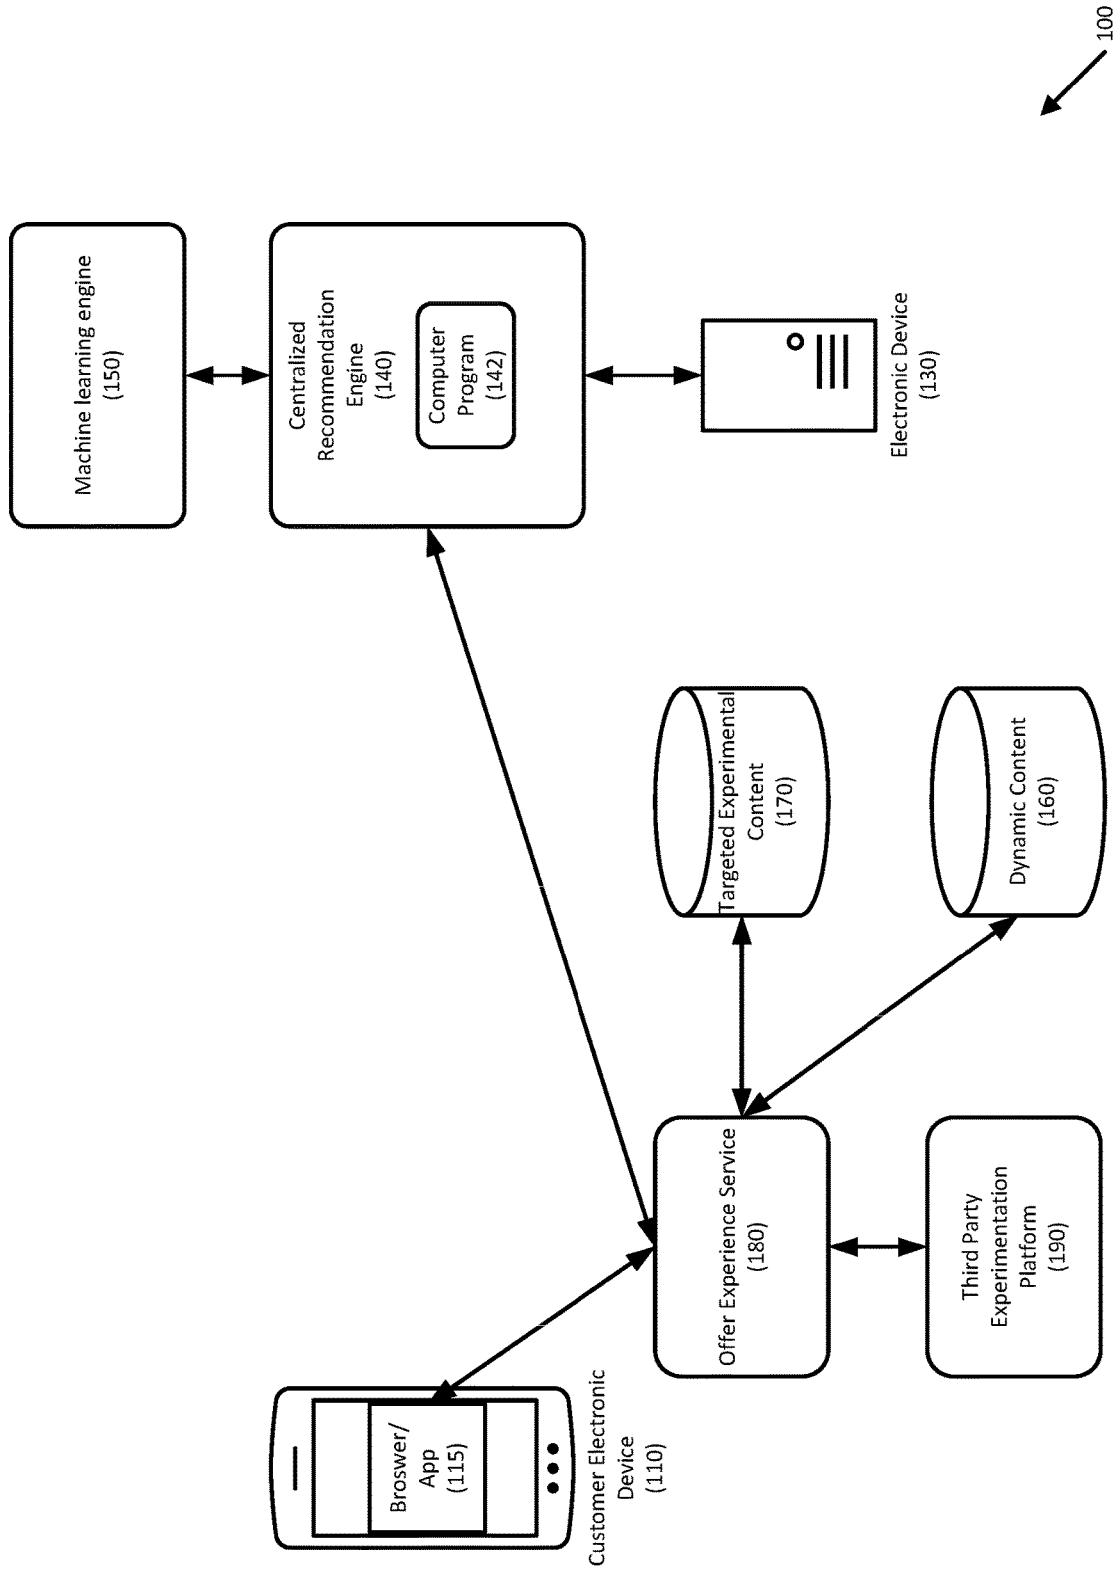 Machine learning engine
(150)
Centralized
Recommendation
Engine
(140)
Computer
Program
(142)
Electronic Device
(130)
Broswer/
App
(115)
Customer Electronic
Device
(110)
Offer Experience Service
(180)
Targeted Experimental
Content
(170)
Dynamic Content
(160)
Third Party
Experimentation
Platform
(190)
100